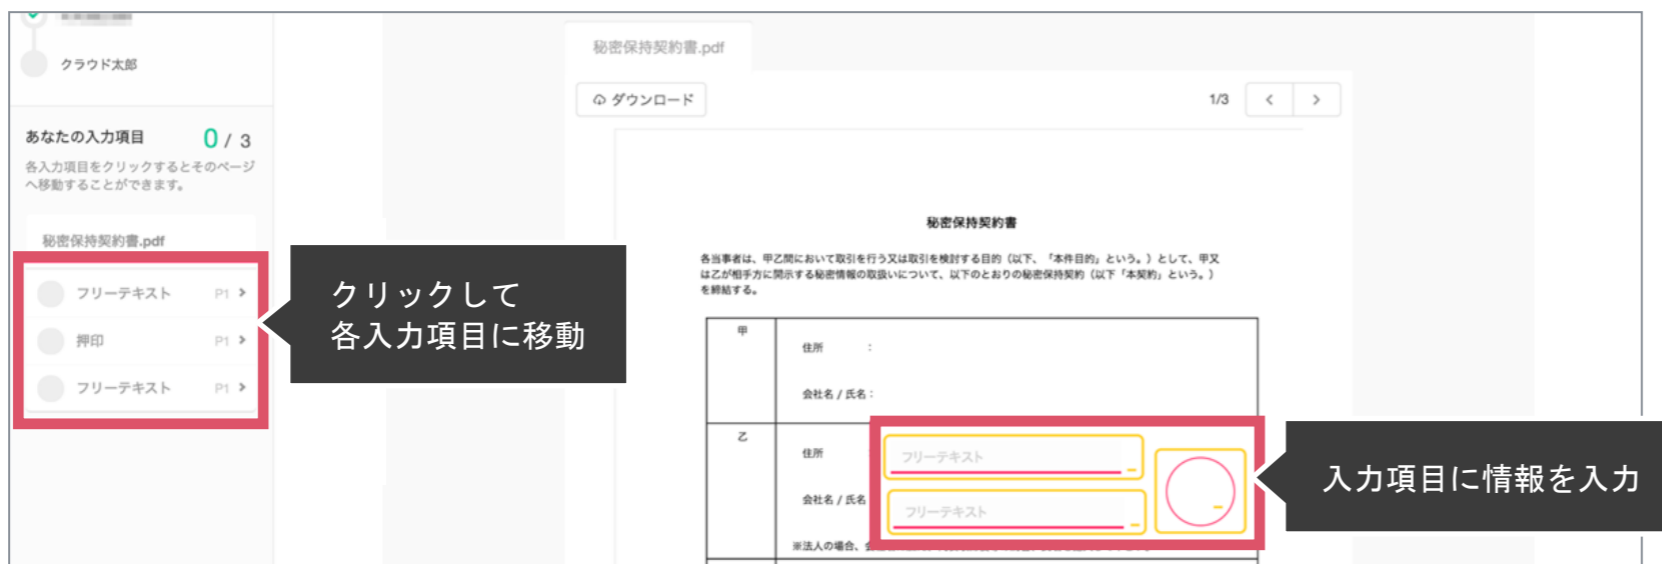 クラウド太郎
あなたの入力項目 0 / 3
各入力項目をクリックするとそのページ
へ移動することができます。
秘密保持契約書.pdf
フリーテキスト P1
押印 P1
フリーテキスト P1
クリックして
各入力項目に移動
秘密保持契約書.pdf
ダウンロード
1/3
秘密保持契約書
各当事者は、甲乙間において取引を行う又は取引を検討する目的（以下、「本件目的」という。）として、甲又
は乙が相手方に開示する秘密情報の取扱いについて、以下のとおりの秘密保持契約（以下「本契約」という。）
を締結する。
甲
住所 ：
会社名 / 氏名：
乙
住所
フリーテキスト
会社名 / 氏名
フリーテキスト
※法人の場合、
入力項目に情報を入力